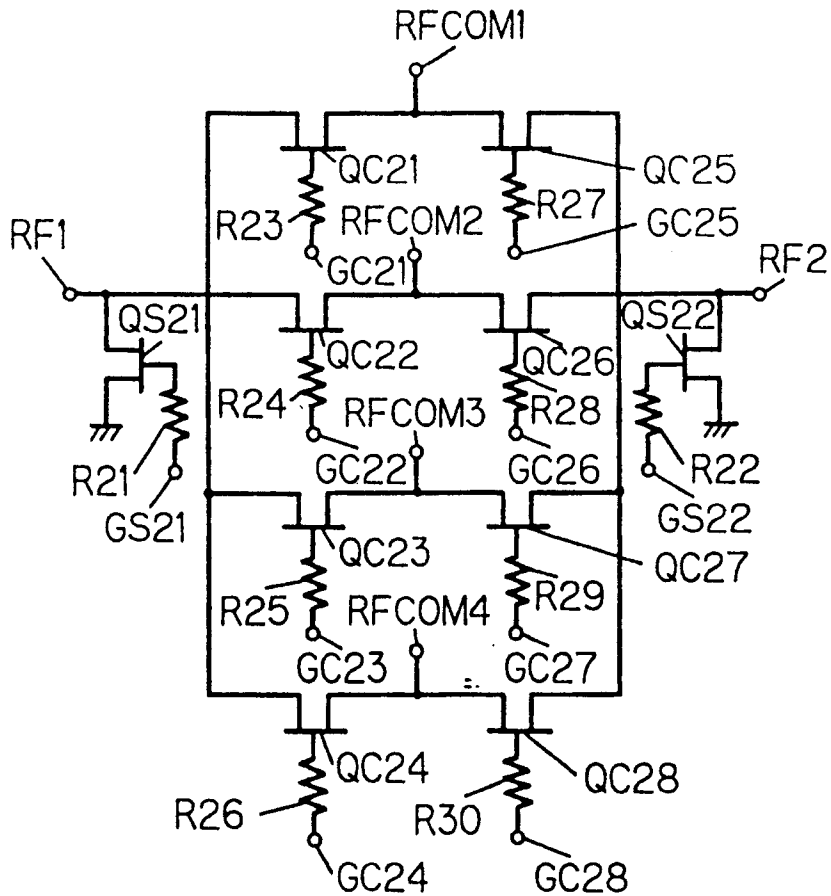 RFCOM1
QC21
QC25
R23
R27
RFCOM2
RF1
GC21
GC25
RF2
QS21
QS22
QC22
QC26
R24
R28
RFCOM3
R21
GC22
GC26
R22
GS21
GS22
QC23
QC27
R25
R29
RFCOM4
GC23
GC27
QC24
QC28
R26
R30
GC24
GC28